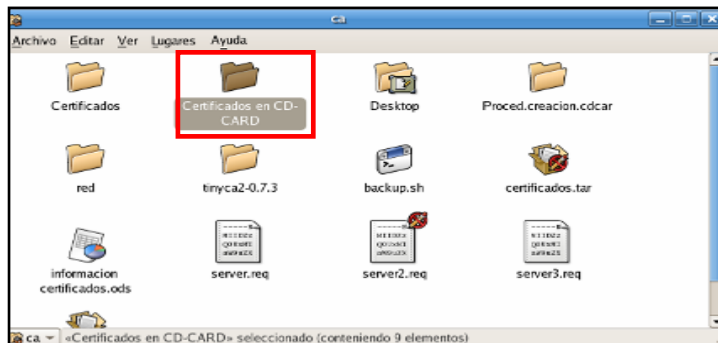 ca
Archivo Editar Ver Lugares Ayuda
Certificados
Certificados en CD-
CARD
Desktop
Proced.creacion.cdcar
red
tinyca2-0.7.3
backup.sh
certificados.tar
informacion
certificados.ods
server.req
server2.req
server3.req
ca «Certificados en CD-CARD» seleccionado (conteniendo 9 elementos)